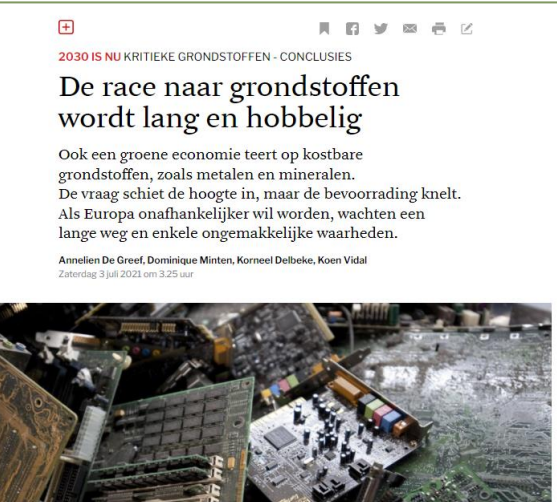 2030 IS NU KRITIEKE GRONDSTOFFEN - CONCLUSIES
De race naar grondstoffen
wordt lang en hobbelig
Ook een groene economie teert op kostbare
grondstoffen, zoals metalen en mineralen.
De vraag schiet de hoogte in, maar de bevoorrading knelt.
Als Europa onafhankelijker wil worden, wachten een
lange weg en enkele ongemakkelijke waarheden.
Annelien De Greef, Dominique Minten, Korneel Delbeke, Koen Vidal
Zaterdag 3 juli 2021 om 3.25 uur